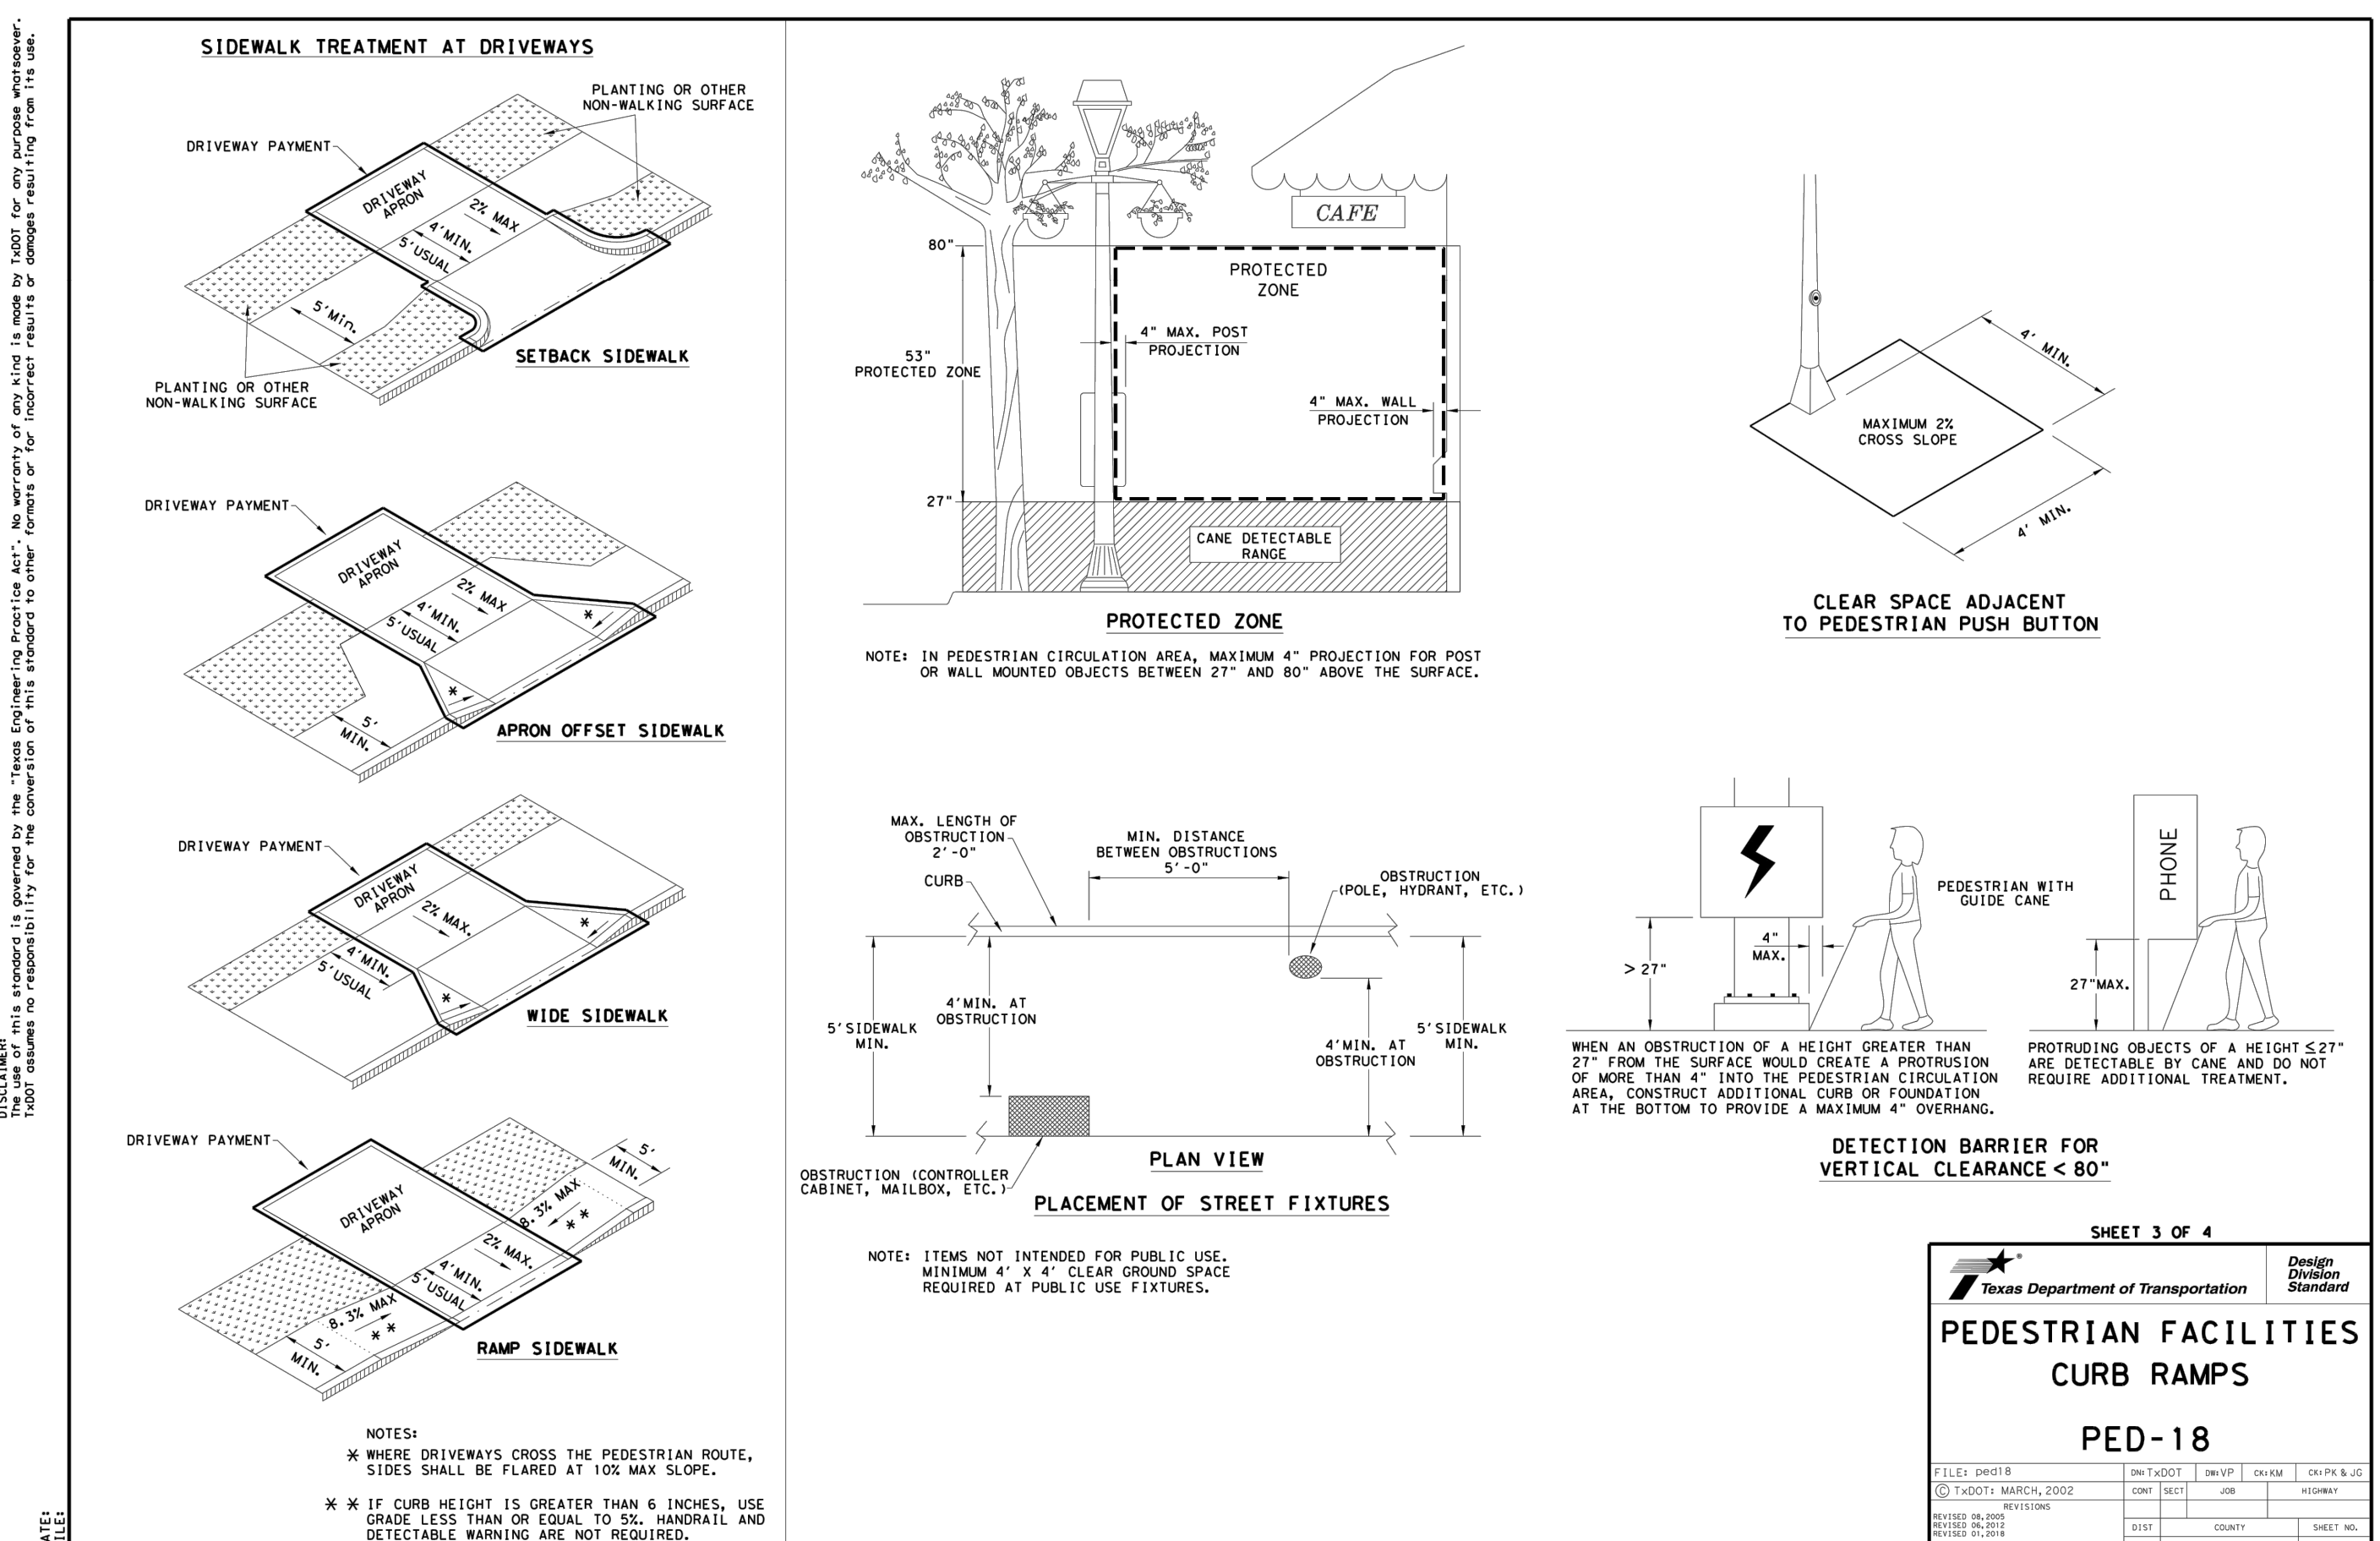 DISCLAIMER:
The use of this standard is governed by the "Texas Engineering Practice Act". No warranty of any kind is made by TxDOT for any purpose whatsoever.
TxDOT assumes no responsibility for the conversion of this standard to other formats or for incorrect results or damages resulting from its use.
SIDEWALK TREATMENT AT DRIVEWAYS
PLANTING OR OTHER
NON-WALKING SURFACE
DRIVEWAY PAYMENT
DRIVEWAY
APRON
2% MAX
4'MIN.
5'USUAL
5'Min.
SETBACK SIDEWALK
PLANTING OR OTHER
NON-WALKING SURFACE
DRIVEWAY PAYMENT
DRIVEWAY
APRON
2% MAX
4'MIN.
5'USUAL
*
*
5'
MIN.
APRON OFFSET SIDEWALK
DRIVEWAY PAYMENT
DRIVEWAY
APRON
2% MAX.
4'MIN.
5'USUAL
*
*
WIDE SIDEWALK
DRIVEWAY PAYMENT
5'
MIN.
8.3% MAX
* *
DRIVEWAY
APRON
2% MAX.
4'MIN.
5'USUAL
8.3% MAX
* *
5'
MIN.
RAMP SIDEWALK
NOTES:
* WHERE DRIVEWAYS CROSS THE PEDESTRIAN ROUTE,
SIDES SHALL BE FLARED AT 10% MAX SLOPE.
* * IF CURB HEIGHT IS GREATER THAN 6 INCHES, USE
GRADE LESS THAN OR EQUAL TO 5%. HANDRAIL AND
DETECTABLE WARNING ARE NOT REQUIRED.
CAFE
80"
PROTECTED
ZONE
4" MAX. POST
PROJECTION
53"
PROTECTED ZONE
4" MAX. WALL
PROJECTION
27"
CANE DETECTABLE
RANGE
PROTECTED ZONE
NOTE: IN PEDESTRIAN CIRCULATION AREA, MAXIMUM 4" PROJECTION FOR POST
OR WALL MOUNTED OBJECTS BETWEEN 27" AND 80" ABOVE THE SURFACE.
4' MIN.
MAXIMUM 2%
CROSS SLOPE
4' MIN.
CLEAR SPACE ADJACENT
TO PEDESTRIAN PUSH BUTTON
MAX. LENGTH OF
OBSTRUCTION
2'-0"
MIN. DISTANCE
BETWEEN OBSTRUCTIONS
5'-0"
CURB
OBSTRUCTION
(POLE, HYDRANT, ETC.)
4'MIN. AT
OBSTRUCTION
5'SIDEWALK
MIN.
4'MIN. AT
OBSTRUCTION
5'SIDEWALK
MIN.
OBSTRUCTION (CONTROLLER
CABINET, MAILBOX, ETC.)
PLAN VIEW
PLACEMENT OF STREET FIXTURES
NOTE: ITEMS NOT INTENDED FOR PUBLIC USE.
MINIMUM 4' X 4' CLEAR GROUND SPACE
REQUIRED AT PUBLIC USE FIXTURES.
PEDESTRIAN WITH
GUIDE CANE
4"
MAX.
> 27"
PHONE
27"MAX.
WHEN AN OBSTRUCTION OF A HEIGHT GREATER THAN
27" FROM THE SURFACE WOULD CREATE A PROTRUSION
OF MORE THAN 4" INTO THE PEDESTRIAN CIRCULATION
AREA, CONSTRUCT ADDITIONAL CURB OR FOUNDATION
AT THE BOTTOM TO PROVIDE A MAXIMUM 4" OVERHANG.
PROTRUDING OBJECTS OF A HEIGHT ≤27"
ARE DETECTABLE BY CANE AND DO NOT
REQUIRE ADDITIONAL TREATMENT.
DETECTION BARRIER FOR
VERTICAL CLEARANCE < 80"
SHEET 3 OF 4
®
Texas Department of Transportation
Design
Division
Standard
PEDESTRIAN FACILITIES
CURB RAMPS
PED-18
FILE: ped18
DN: TxDOT
DW: VP
CK: KM
CK: PK & JG
© TxDOT: MARCH, 2002
CONT
SECT
JOB
HIGHWAY
REVISIONS
REVISED 08,2005
REVISED 06,2012
REVISED 01,2018
DIST
COUNTY
SHEET NO.